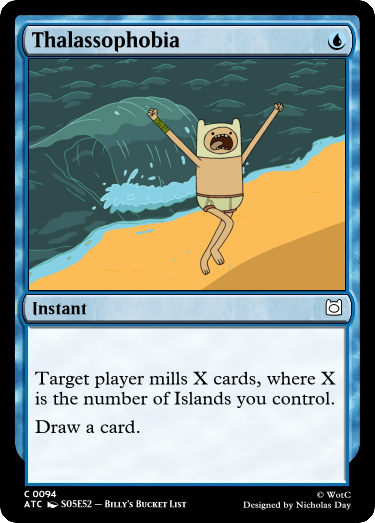 Thalassophobia
Instant
Target player mills X cards, where X
is the number of Islands you control.
Draw a card.
C 0094
ATC S05E52 — Billy's Bucket List
© WotC
Designed by Nicholas Day